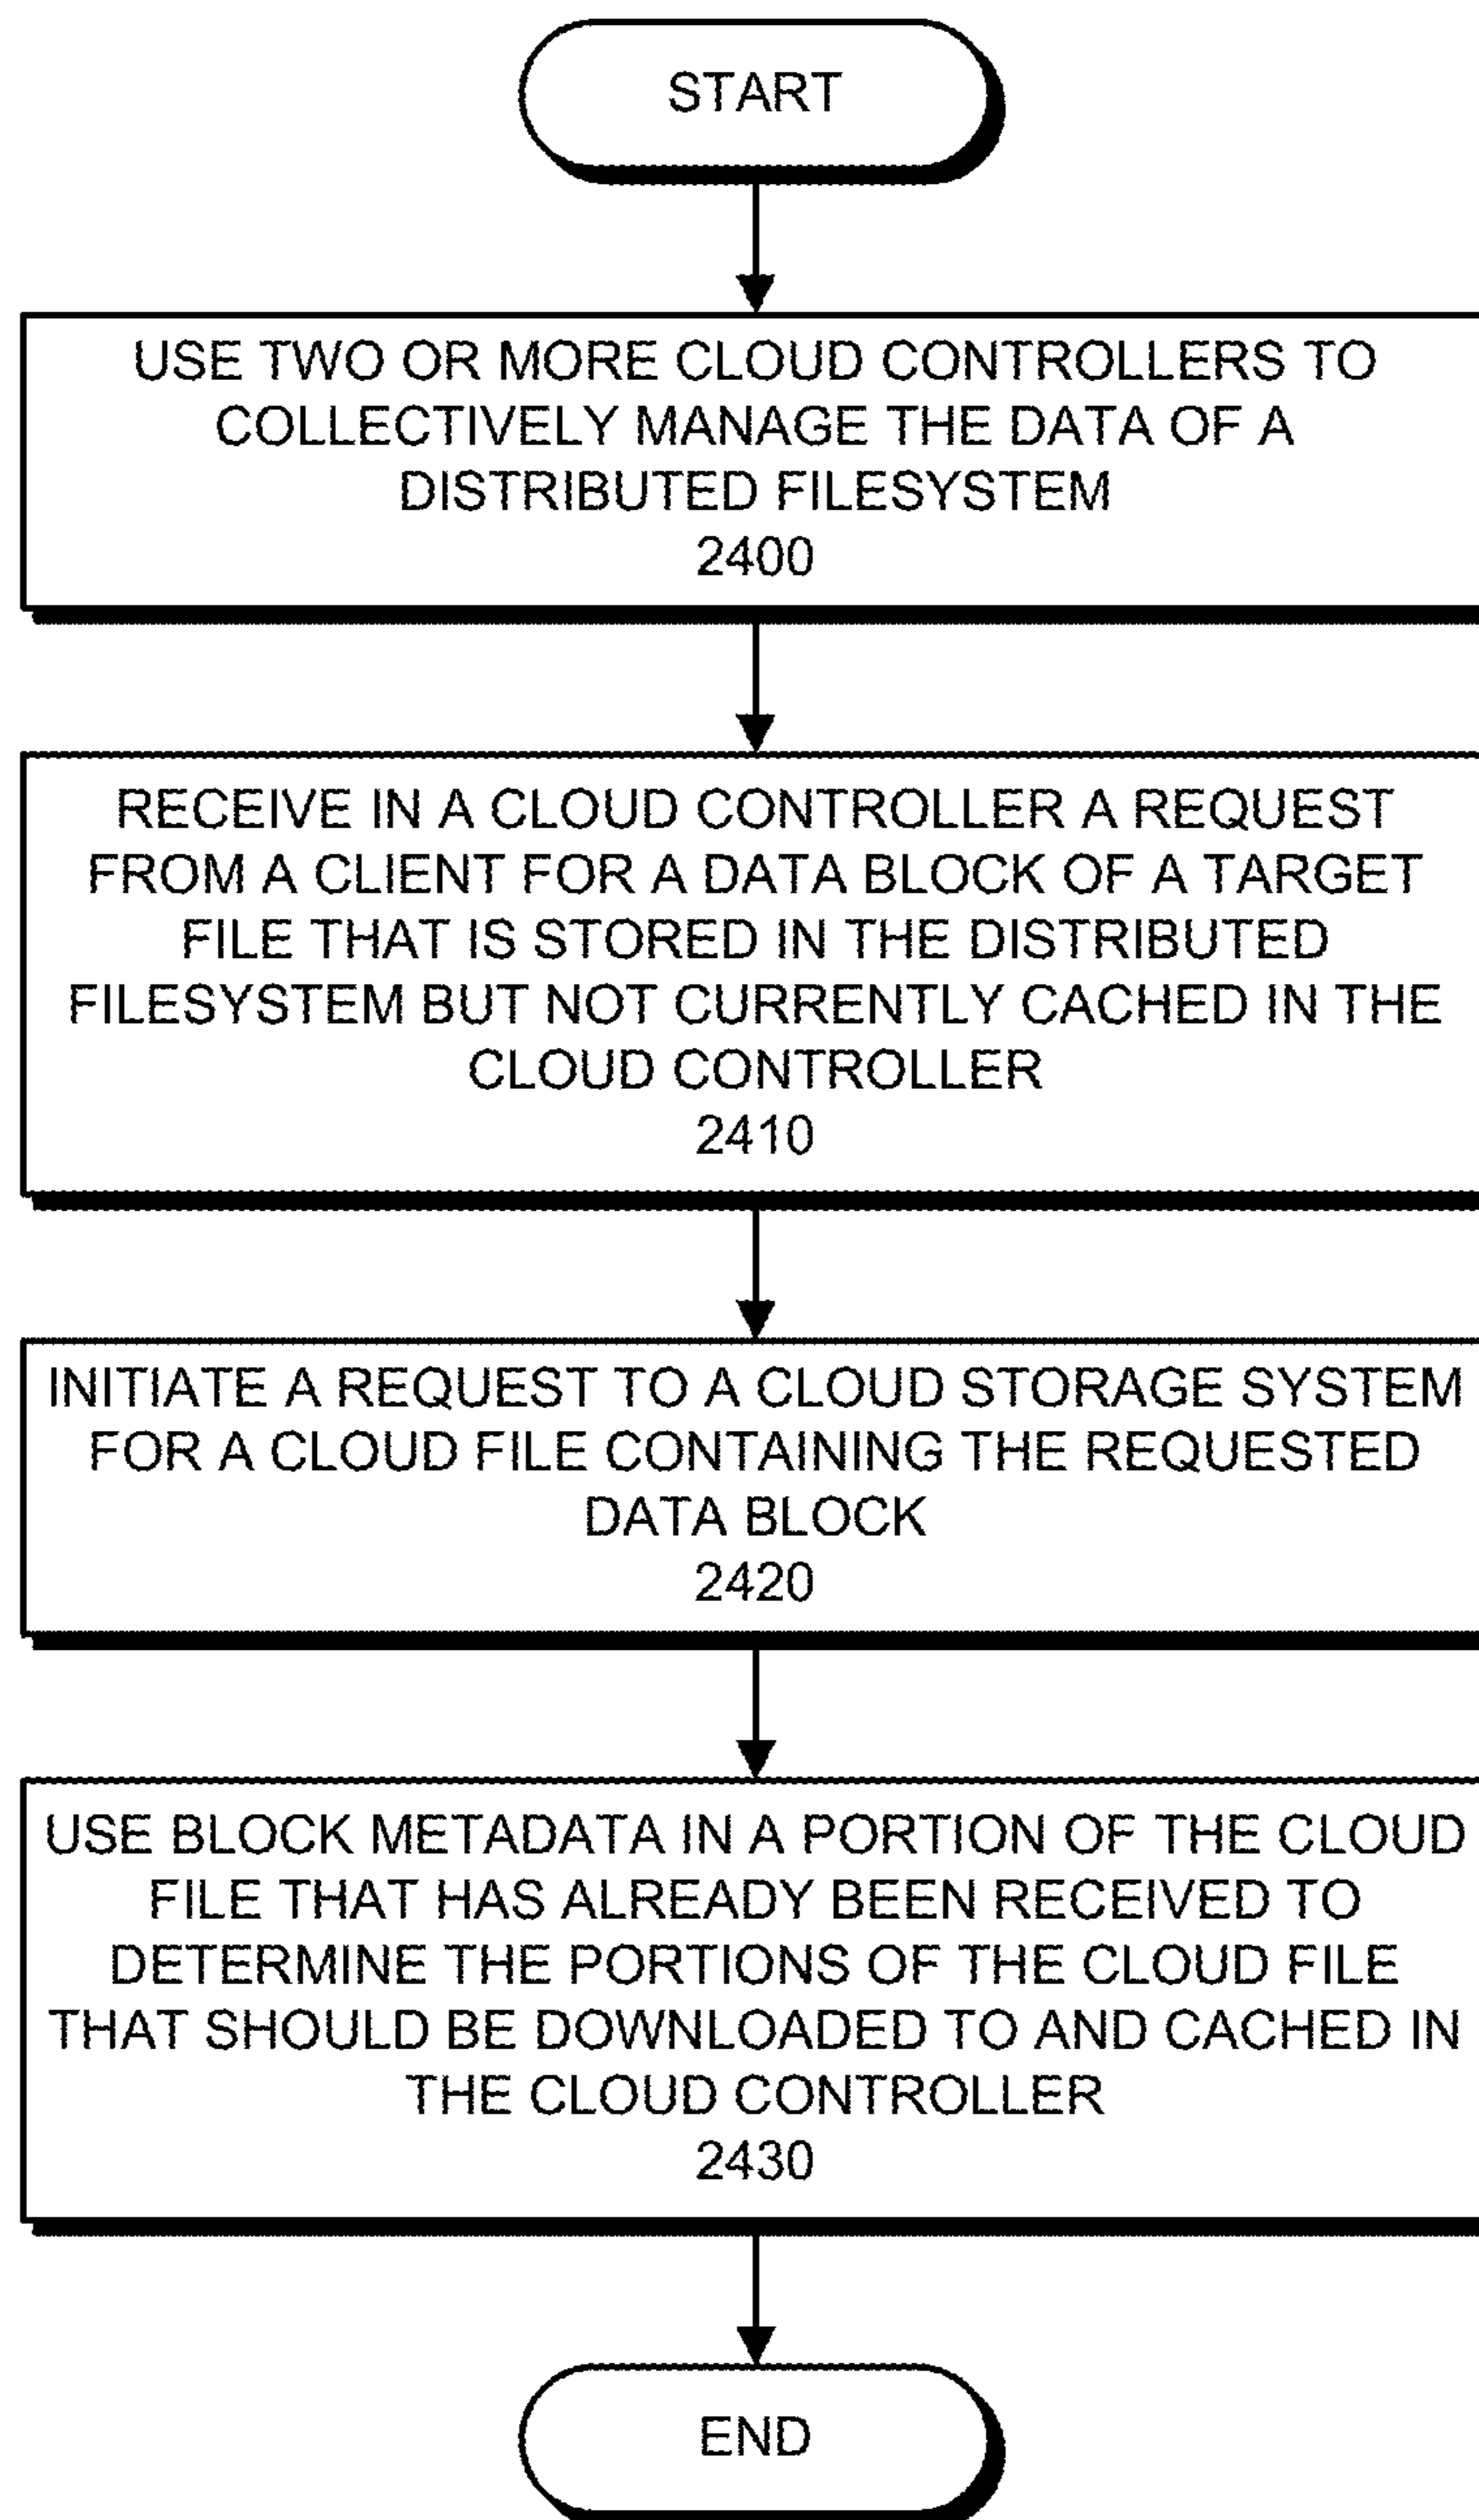 START
USE TWO OR MORE CLOUD CONTROLLERS TO
COLLECTIVELY MANAGE THE DATA OF A
DISTRIBUTED FILESYSTEM
2400
RECEIVE IN A CLOUD CONTROLLER A REQUEST
FROM A CLIENT FOR A DATA BLOCK OF A TARGET
FILE THAT IS STORED IN THE DISTRIBUTED
FILESYSTEM BUT NOT CURRENTLY CACHED IN THE
CLOUD CONTROLLER
2410
INITIATE A REQUEST TO A CLOUD STORAGE SYSTEM
FOR A CLOUD FILE CONTAINING THE REQUESTED
DATA BLOCK
2420
USE BLOCK METADATA IN A PORTION OF THE CLOUD
FILE THAT HAS ALREADY BEEN RECEIVED TO
DETERMINE THE PORTIONS OF THE CLOUD FILE
THAT SHOULD BE DOWNLOADED TO AND CACHED IN
THE CLOUD CONTROLLER
2430
END